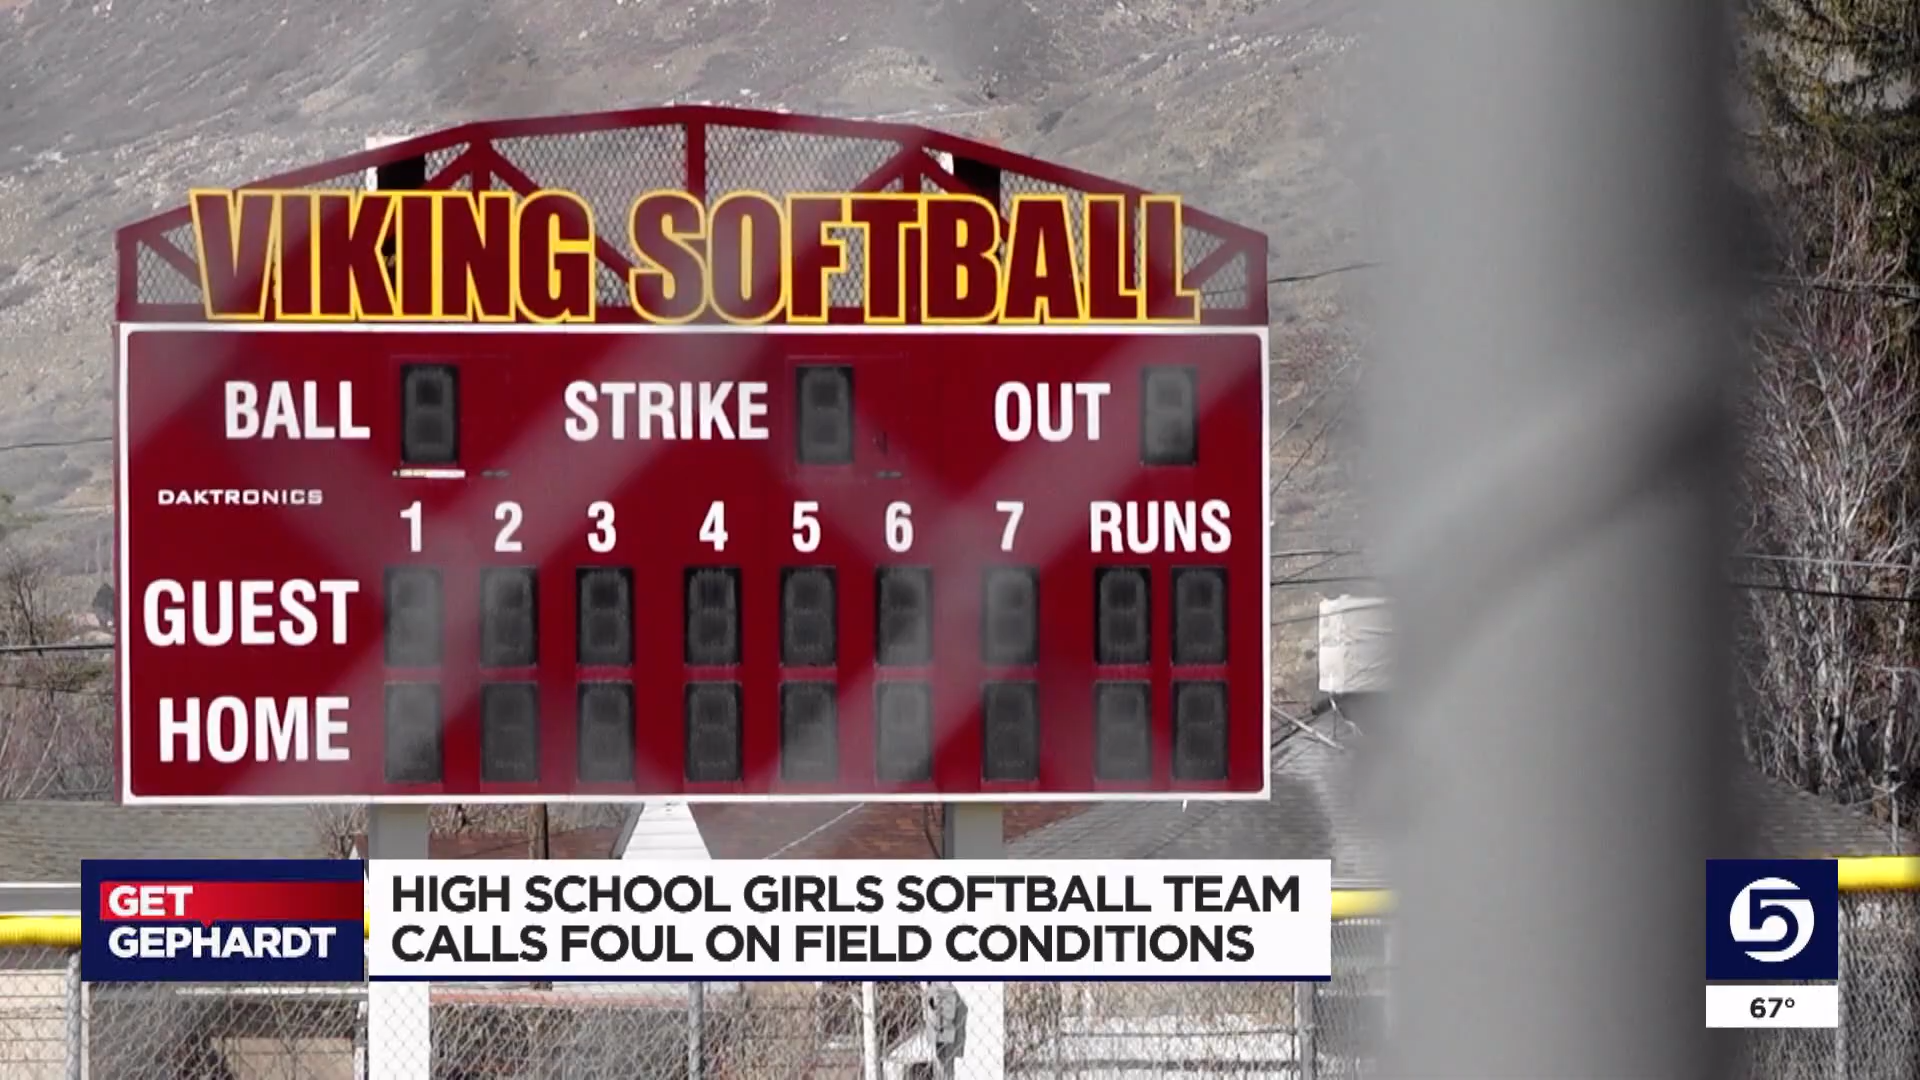 VIKING SOFTBALL
BALL STRIKE OUT
DAKTRONICS
1 2 3 4 5 6 7 RUNS
GUEST
HOME
GET
GEPHARDT
HIGH SCHOOL GIRLS SOFTBALL TEAM
CALLS FOUL ON FIELD CONDITIONS
5
67°